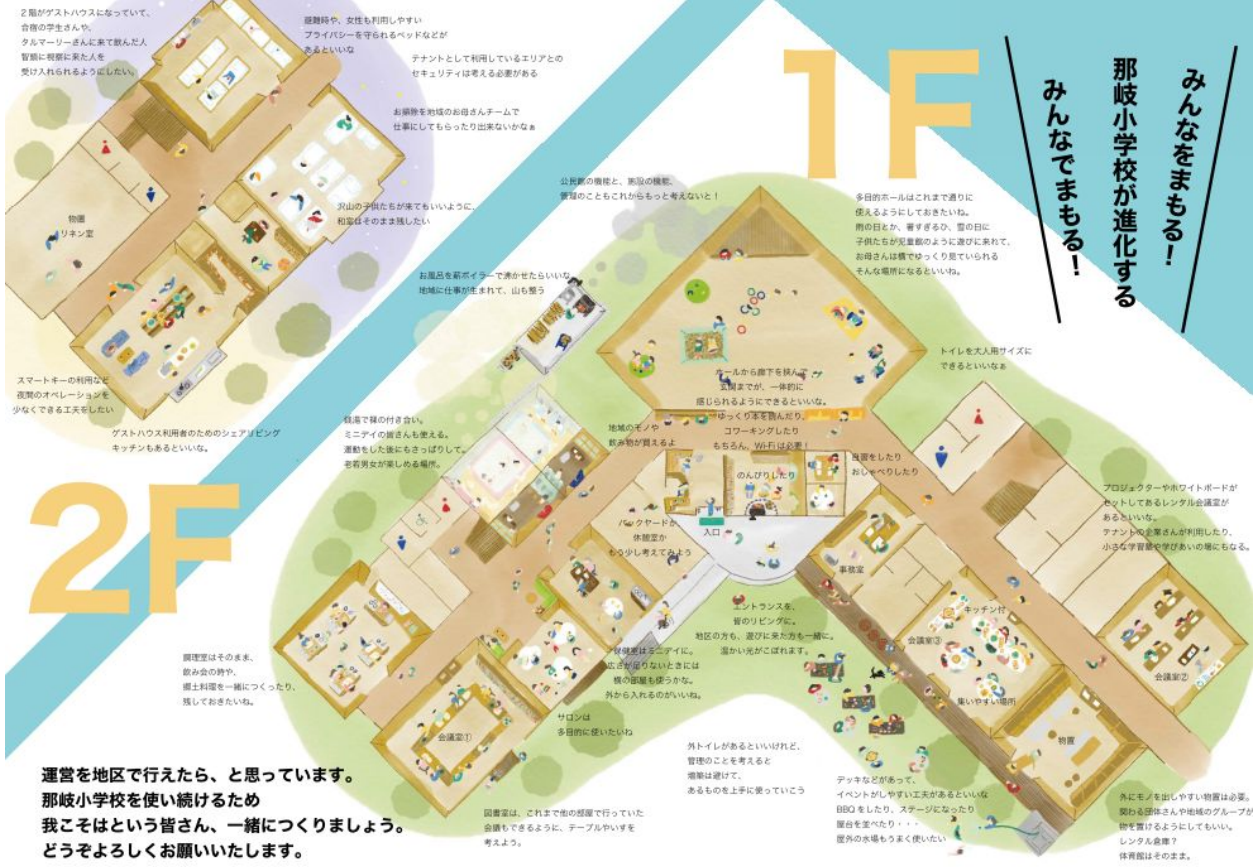 2階がゲストハウスになっていて、
合宿の学生さんや、
タルマーリーさんに来て飲んだ人
智頭に視察に来た人を
受け入れられるようにしたい。
避難時や、女性も利用しやすい
プライバシーを守られるベッドなどが
あるといいな
テナントとして利用しているエリアとの
セキュリティは考える必要がある
お掃除を地域のお母さんチームで
仕事にしてもらったり出来ないかなぁ
沢山の子供たちが来てもいいように、
和室はそのまま残したい
物置
リネン室
スマートキーの利用など
夜間のオペレーションを
少なくできる工夫をしたい
ゲストハウス利用者のためのシェアリビング
キッチンもあるといいな。
2F
1F
みんなをまもる!
那岐小学校が進化する
みんなでまもる!
公民館の機能と、施設の機能、
管理のこともこれからもっと考えないと!
多目的ホールはこれまで通りに
使えるようにしておきたいね。
雨の日とか、暑すぎるひ、雪の日に
子供たちが児童館のように遊びに来れて、
お母さんは横でゆっくり見ていられる
そんな場所になるといいね。
お風呂を薪ボイラーで沸かせたらいいな
地域に仕事が生まれて、山も整う
トイレを大人用サイズに
できるといいなぁ
ホールから廊下を挟んで
玄関までが、一体的に
感じられるようにできるといいな。
ゆっくり本を読んだり、
コワーキングしたり
もちろん、Wi-Fiは必要!
銭湯で裸の付き合い。
ミニデイの皆さんも使える。
運動をした後にもさっぱりして。
老若男女が楽しめる場所。
地域のモノや
飲み物が買えるよ
のんびりしたり
自習をしたり
おしゃべりしたり
バックヤードか
休憩室か
もう少し考えてみよう
入口
事務室
プロジェクターやホワイトボードが
セットしてあるレンタル会議室が
あるといいな。
テナントの企業さんが利用したり、
小さな学習塾や学びあいの場にもなる。
エントランスを、
皆のリビングに。
地区の方も、遊びに来た方も一緒に。
温かい光がこぼれます。
キッチン付
会議室③
集いやすい場所
会議室②
物置
調理室はそのまま、
飲み会の時や、
郷土料理を一緒につくったり、
残しておきたいね。
保健室はミニデイに。
広さが足りないときには
横の部屋も使うかな。
外から入れるのがいいね。
サロンは
多目的に使いたいね
会議室①
図書室は、これまで他の部屋で行っていた
会議もできるように、テーブルやいすを
考えよう。
外トイレがあるといいけれど、
管理のことを考えると
増築は避けて、
あるものを上手に使っていこう
デッキなどがあって、
イベントがしやすい工夫があるといいな
BBQをしたり、ステージになったり
屋台を並べたり・・・
屋外の水場もうまく使いたい
外にモノを出しやすい物置は必要。
関わる団体さんや地域のグループが
物を置けるようにしてもいい。
レンタル倉庫?
体育館はそのまま。
運営を地区で行えたら、と思っています。
那岐小学校を使い続けるため
我こそはという皆さん、一緒につくりましょう。
どうぞよろしくお願いいたします。